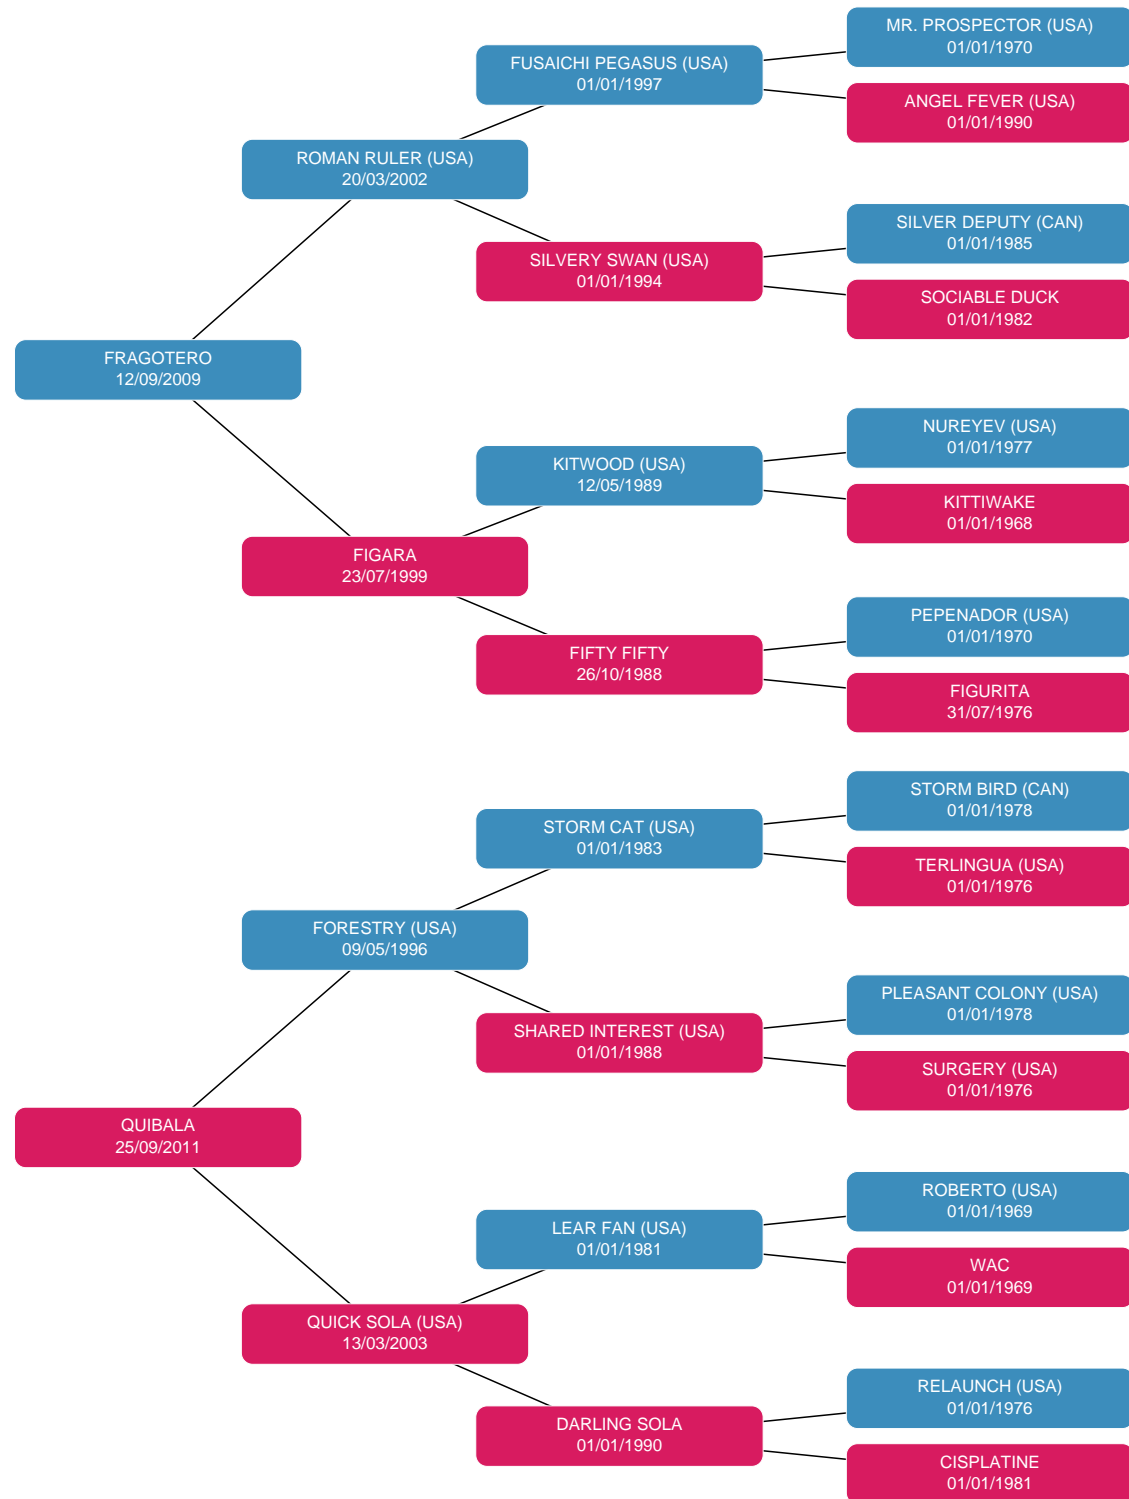 MR. PROSPECTOR (USA)
01/01/1970
FUSAICHI PEGASUS (USA)
01/01/1997
ANGEL FEVER (USA)
01/01/1990
ROMAN RULER (USA)
20/03/2002
SILVER DEPUTY (CAN)
01/01/1985
SILVERY SWAN (USA)
01/01/1994
SOCIABLE DUCK
01/01/1982
FRAGOTERO
12/09/2009
NUREYEV (USA)
01/01/1977
KITWOOD (USA)
12/05/1989
KITTIWAKE
01/01/1968
FIGARA
23/07/1999
PEPENADOR (USA)
01/01/1970
FIFTY FIFTY
26/10/1988
FIGURITA
31/07/1976
STORM BIRD (CAN)
01/01/1978
STORM CAT (USA)
01/01/1983
TERLINGUA (USA)
01/01/1976
FORESTRY (USA)
09/05/1996
PLEASANT COLONY (USA)
01/01/1978
SHARED INTEREST (USA)
01/01/1988
SURGERY (USA)
01/01/1976
QUIBALA
25/09/2011
ROBERTO (USA)
01/01/1969
LEAR FAN (USA)
01/01/1981
WAC
01/01/1969
QUICK SOLA (USA)
13/03/2003
RELAUNCH (USA)
01/01/1976
DARLING SOLA
01/01/1990
CISPLATINE
01/01/1981